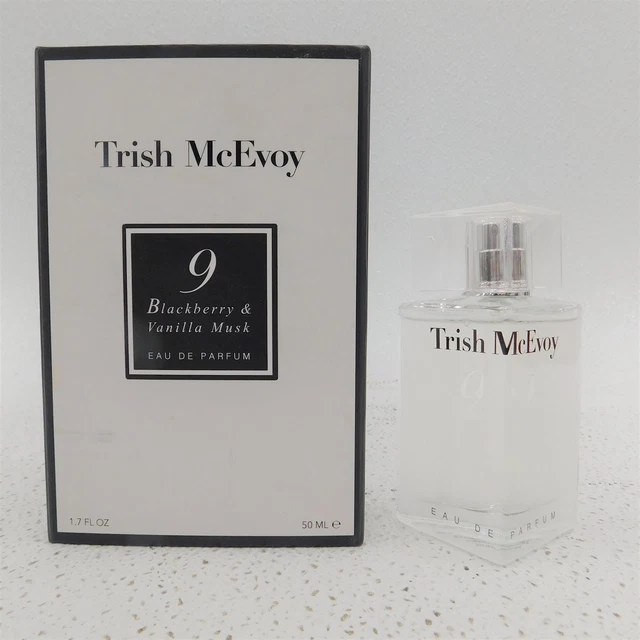 Trish McEvoy
9
Blackberry &
Vanilla Musk
EAU DE PARFUM
1.7 FL OZ
50 ML ℮
Trish McEvoy
9
EAU DE PARFUM